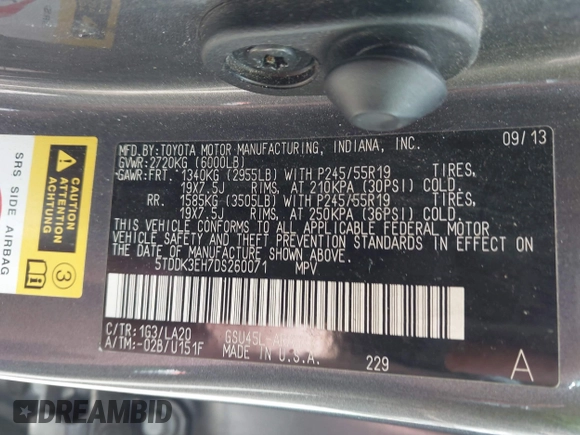 MFD.BY:TOYOTA MOTOR MANUFACTURING, INDIANA, INC. 09/13
GVWR:2720KG (6000LB)
GAWR:FRT. 1340KG (2955LB) WITH P245/55R19 TIRES,
19X7.5J RIMS, AT 210KPA (30PSI) COLD.
RR. 1585KG (3505LB) WITH P245/55R19 TIRES,
19X7.5J RIMS, AT 250KPA (36PSI) COLD.
THIS VEHICLE CONFORMS TO ALL APPLICABLE FEDERAL MOTOR
VEHICLE SAFETY AND THEFT PREVENTION STANDARDS IN EFFECT ON
THE DATE OF MANUFACTURE SHOWN ABOVE.
5TDDK3EH7DS260071 MPV
C/TR:1G3/LA20
A/TM:-02B/U151F MADE IN U.S.A. 229 A
SRS SIDE AIRBAG
CAUTION
ATTENTION
ACHTUNG
3
DREAMBID